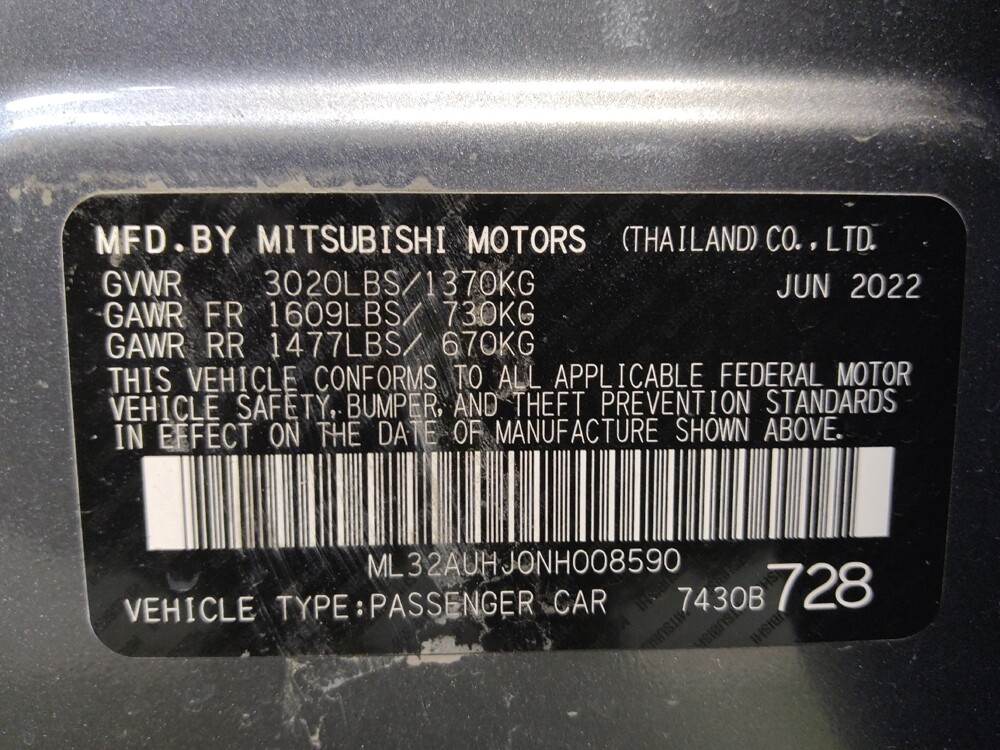 MFD.BY MITSUBISHI MOTORS (THAILAND) CO.,LTD.
GVWR 3020LBS/1370KG JUN 2022
GAWR FR 1609LBS/ 730KG
GAWR RR 1477LBS/ 670KG
THIS VEHICLE CONFORMS TO ALL APPLICABLE FEDERAL MOTOR
VEHICLE SAFETY, BUMPER, AND THEFT PREVENTION STANDARDS
IN EFFECT ON THE DATE OF MANUFACTURE SHOWN ABOVE.
ML32AUHJ0NH008590
VEHICLE TYPE:PASSENGER CAR 7430B728